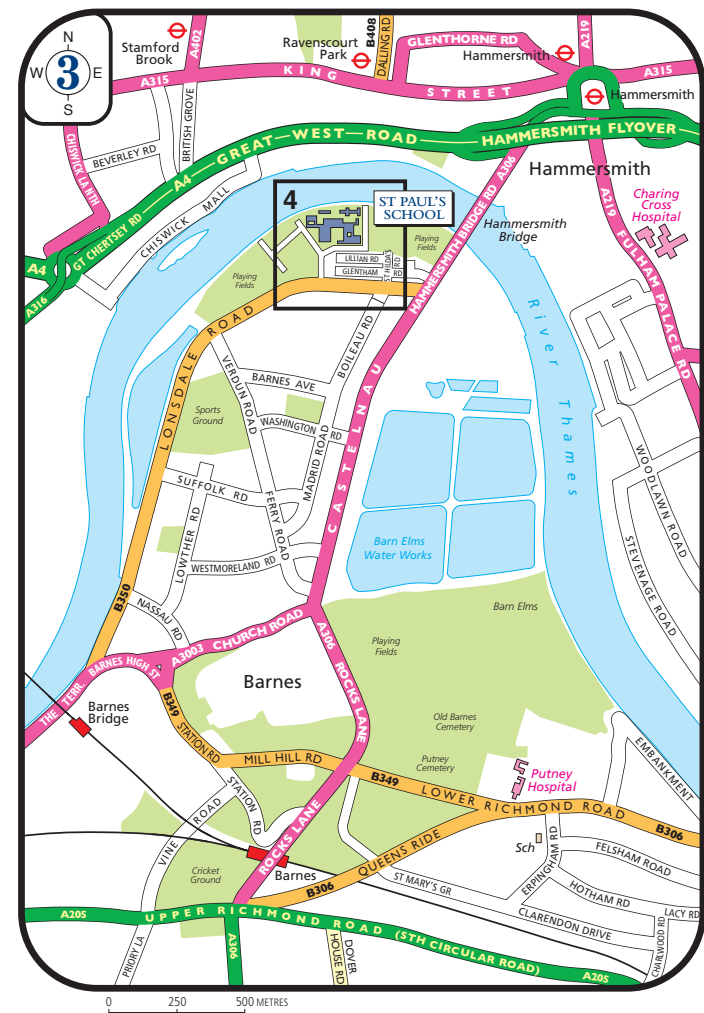 N
W 3 E
S
Stamford
Brook
A402
Ravenscourt
Park
B408
DALLING RD
GLENTHORNE RD
Hammersmith
A219
A315
KING STREET
A315
Hammersmith
CHISWICK LA NTH
BEVERLEY RD
BRITISH GROVE
A4 GREAT WEST ROAD
HAMMERSMITH FLYOVER
A306
Hammersmith
A4
GT CHERTSEY RD
A316
CHISWICK MALL
4
ST PAUL'S
SCHOOL
HAMMERSMITH BRIDGE RD
Hammersmith
Bridge
A219
FULHAM PALACE RD
Charing
Cross
Hospital
Playing
Fields
LILLIAN RD
GLENTHAM RD
ST HILDA'S RD
Playing
Fields
LONSDALE ROAD
BOILEAU RD
River Thames
VERDUN ROAD
BARNES AVE
Sports
Ground
WASHINGTON RD
MADRID ROAD
CASTELNAU
SUFFOLK RD
LOWTHER RD
FERRY ROAD
WESTMORELAND RD
Barn Elms
Water Works
WOODLAWN ROAD
STEVENAGE ROAD
B350
NASSAU RD
Barn Elms
A3003 CHURCH ROAD
A306
ROCKS LANE
Playing
Fields
THE TERR.
BARNES HIGH ST
Barnes
Barnes
Bridge
B349
STATION RD
Old Barnes
Cemetery
Putney
Cemetery
MILL HILL RD
B349
LOWER RICHMOND ROAD
B306
Putney
Hospital
EMBANKMENT
STATION RD
VINE ROAD
ROCKS LANE
Barnes
Cricket
Ground
QUEENS RIDE
B306
Sch
ERPINGHAM RD
FELSHAM ROAD
HOTHAM RD
ST MARY'S GR
CLARENDON DRIVE
LACY RD
CHARLWOOD RD
A205
UPPER RICHMOND ROAD (STH CIRCULAR ROAD)
A205
PRIORY LA
A306
DOVER
HOUSE RD
0 250 500 METRES